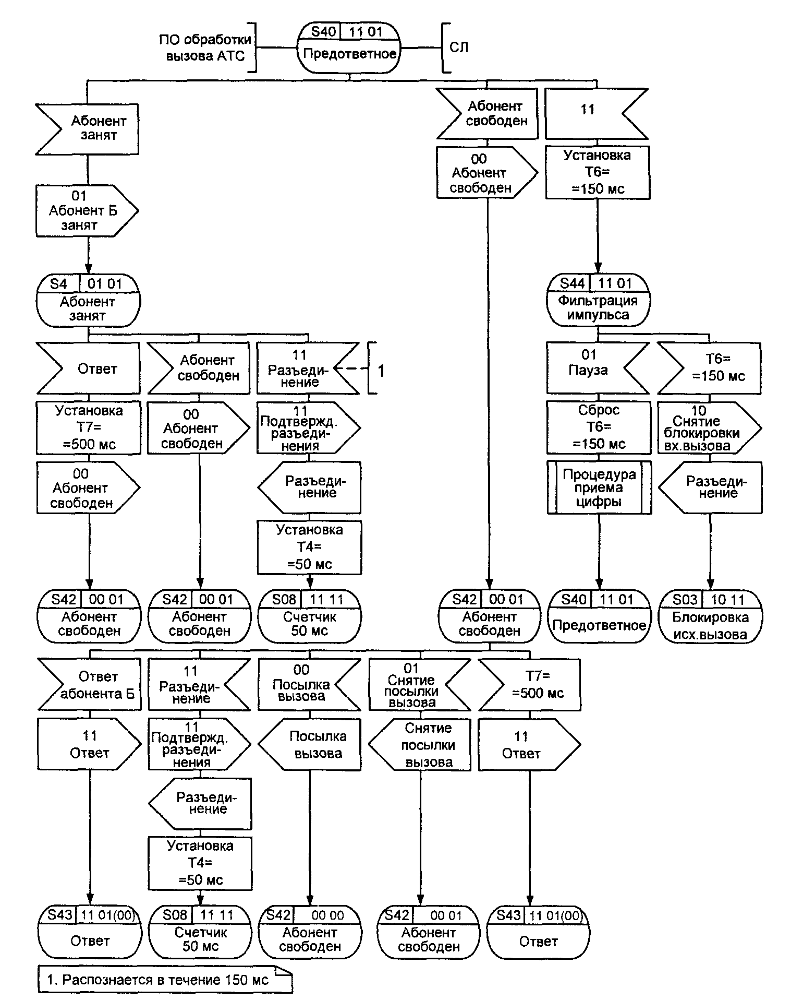 ПО обработки
вызова АТС
S40 11 01
Предответное
СЛ
Абонент
занят
Абонент
свободен
11
01
Абонент Б
занят
00
Абонент
свободен
Установка
Т6=
=150 мс
S4 01 01
Абонент
занят
S44 11 01
Фильтрация
импульса
Ответ
Абонент
свободен
11
Разъеди-
нение
1
01
Пауза
Т6=
=150 мс
Установка
Т7=
=500 мс
00
Абонент
свободен
11
Подтвержд.
разъеди-
нения
Сброс
Т6=
=150 мс
10
Снятие
блокировки
вх.вызова
00
Абонент
свободен
Разъеди-
нение
Процедура
приема
цифры
Разъеди-
нение
Установка
Т4=
=50 мс
S42 00 01
Абонент
свободен
S42 00 01
Абонент
свободен
S08 11 11
Счетчик
50 мс
S42 00 01
Абонент
свободен
S40 11 01
Предответное
S03 10 11
Блокировка
исх.вызова
Ответ
абонента Б
11
Разъеди-
нение
00
Посылка
вызова
01
Снятие
посылки
вызова
Т7=
=500 мс
11
Ответ
11
Подтвержд.
разъеди-
нения
Посылка
вызова
Снятие
посылки
вызова
11
Ответ
Разъеди-
нение
Установка
Т4=
=50 мс
S43 11 01(00)
Ответ
S08 11 11
Счетчик
50 мс
S42 00 00
Абонент
свободен
S42 00 01
Абонент
свободен
S43 11 01(00)
Ответ
1. Распознается в течение 150 мс